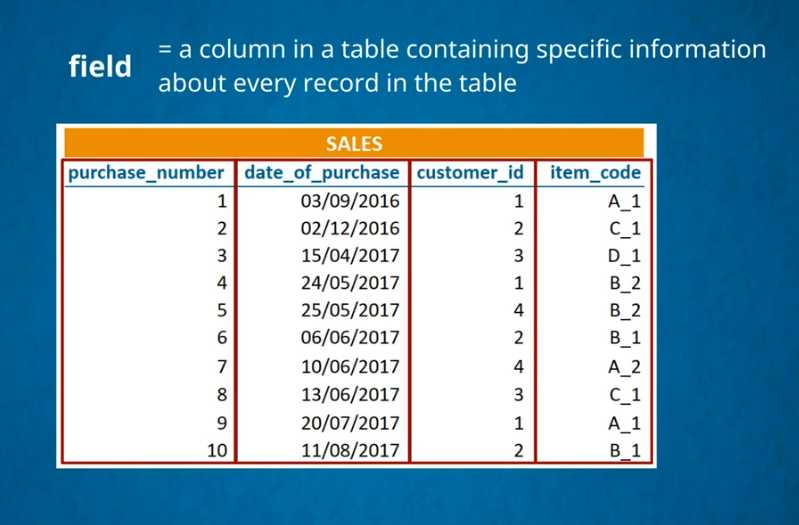 field = a column in a table containing specific information
about every record in the table
SALES
purchase_number date_of_purchase customer_id item_code
1 03/09/2016 1 A_1
2 02/12/2016 2 C_1
3 15/04/2017 3 D_1
4 24/05/2017 1 B_2
5 25/05/2017 4 B_2
6 06/06/2017 2 B_1
7 10/06/2017 4 A_2
8 13/06/2017 3 C_1
9 20/07/2017 1 A_1
10 11/08/2017 2 B_1